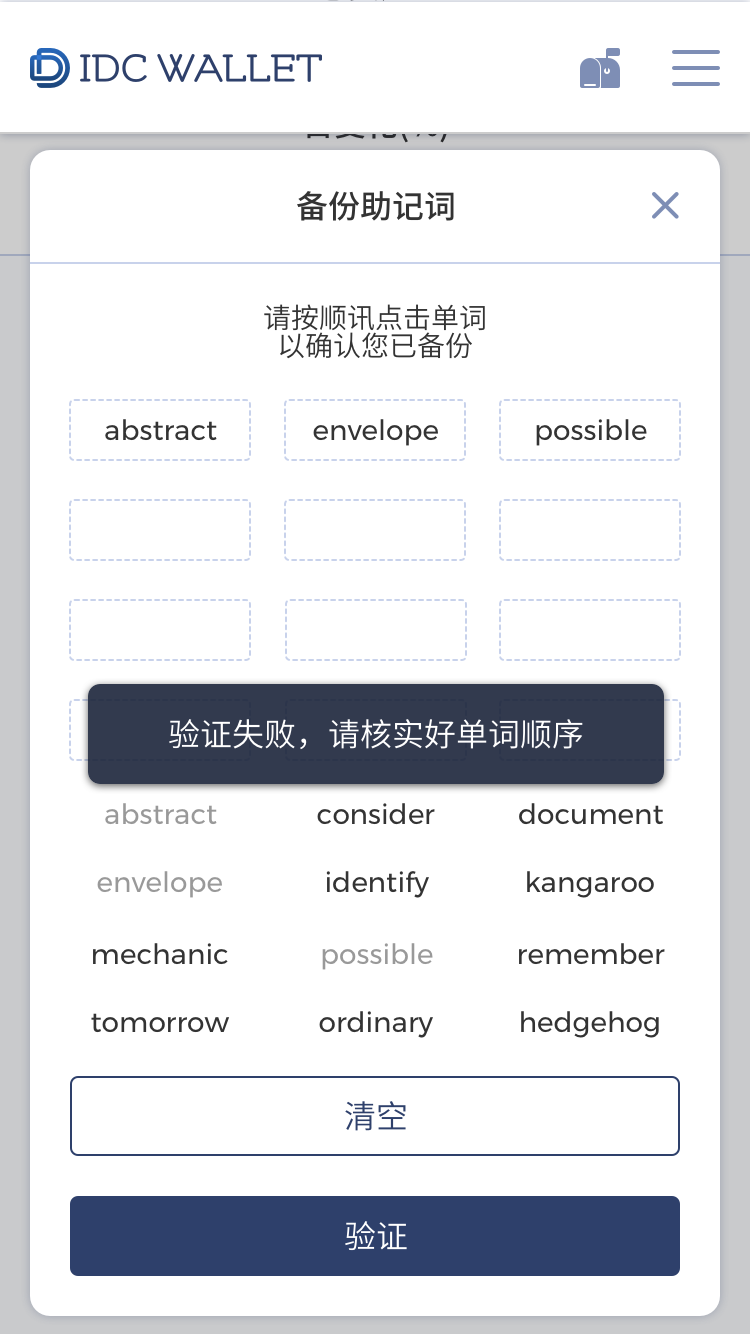 IDC WALLET
备份助记词
请按顺讯点击单词
以确认您已备份
abstract envelope possible
验证失败，请核实好单词顺序
abstract consider document
envelope identify kangaroo
mechanic possible remember
tomorrow ordinary hedgehog
清空
验证